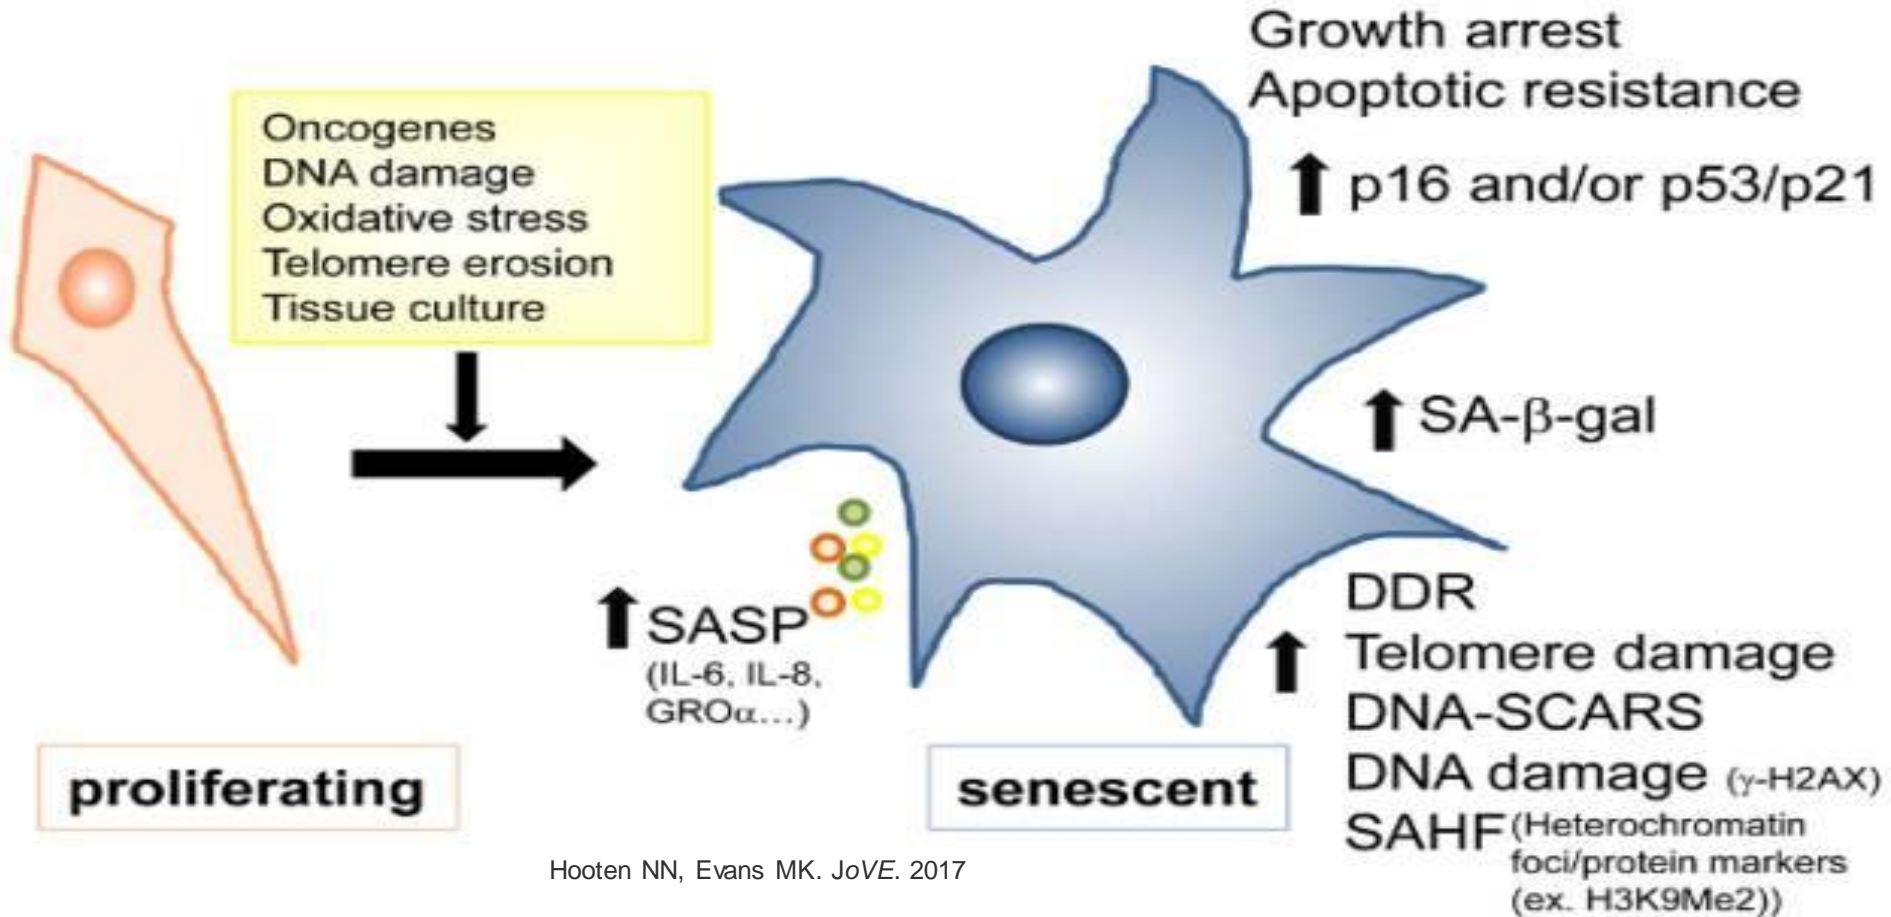 Growth arrest
Apoptotic resistance
p16 and/or p53/p21
Oncogenes
DNA damage
Oxidative stress
Telomere erosion
Tissue culture
SA-β-gal
SASP
(IL-6, IL-8,
GROα...)
DDR
Telomere damage
DNA-SCARS
DNA damage (γ-H2AX)
SAHF (Heterochromatin
foci/protein markers
(ex. H3K9Me2))
proliferating
senescent
Hooten NN, Evans MK. JoVE. 2017